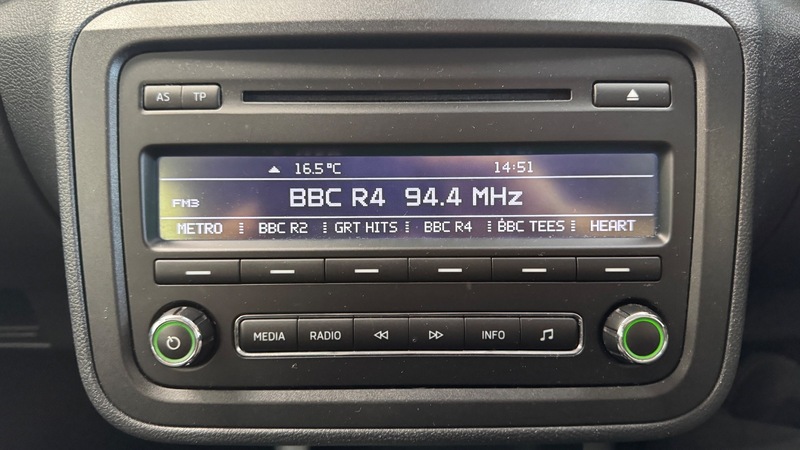 AS TP
16.5°C 14:51
BBC R4 94.4 MHz
FM3
METRO BBC R2 GRT HITS BBC R4 BBC TEES HEART
MEDIA RADIO INFO